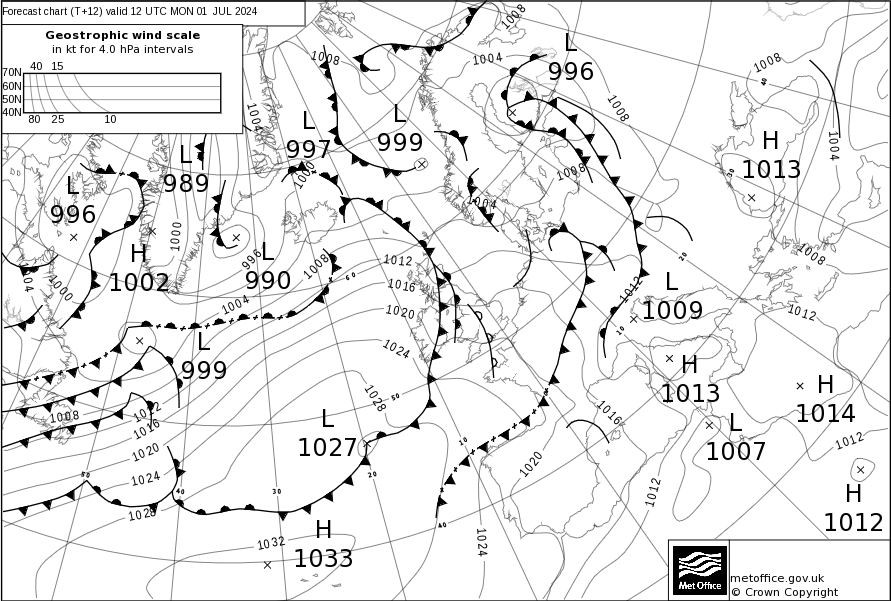 Forecast chart (T+12) valid 12 UTC MON 01 JUL 2024
Geostrophic wind scale
in kt for 4.0 hPa intervals
40 15
70N
60N
50N
40N
80 25 10
1008
1008
1004
L
996
1008
1008
1004
1004
L
997
L
999
H
1013
L
989
1000
1008
L
996
1004
1000
996
L
990
H
1002
1008
1012
1016
1020
1024
1004
1000
1012
L
1009
1008
1012
L
999
H
1013
H
1014
1028
1016
L
1007
1012
L
1027
1008
1012
1016
1020
1024
1028
1020
1012
H
1012
H
1033
1032
1024
60
50
40
30
20
10
50
40
10
20
40
metoffice.gov.uk
© Crown Copyright
Met Office